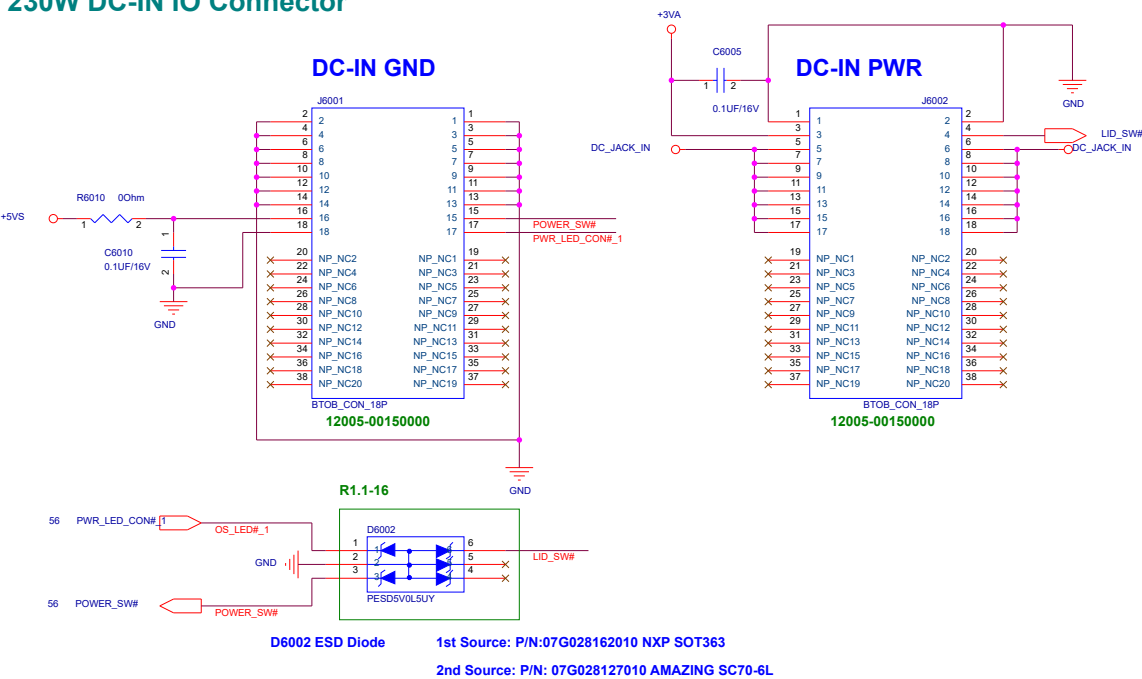 230W DC-IN IO Connector
DC-IN GND
J6001
2 2 1 1
4 4 3 3
6 6 5 5
8 8 7 7
10 10 9 9
12 12 11 11
14 14 13 13
16 16 15 15
18 18 17 17
POWER_SW#
PWR_LED_CON#_1
20 NP_NC2 NP_NC1 19
22 NP_NC4 NP_NC3 21
24 NP_NC6 NP_NC5 23
26 NP_NC8 NP_NC7 25
28 NP_NC10 NP_NC9 27
30 NP_NC12 NP_NC11 29
32 NP_NC14 NP_NC13 31
34 NP_NC16 NP_NC15 33
36 NP_NC18 NP_NC17 35
38 NP_NC20 NP_NC19 37
BTOB_CON_18P
12005-00150000
+5VS
R6010 0Ohm
1 2
C6010
0.1UF/16V
1
2
GND
GND
+3VA
C6005
1 2
0.1UF/16V
DC-IN PWR
J6002
GND
1 1 2 2
3 3 4 4
5 5 6 6
7 7 8 8
9 9 10 10
11 11 12 12
13 13 14 14
15 15 16 16
17 17 18 18
DC_JACK_IN
LID_SW#
DC_JACK_IN
19 NP_NC1 NP_NC2 20
21 NP_NC3 NP_NC4 22
23 NP_NC5 NP_NC6 24
25 NP_NC7 NP_NC8 26
27 NP_NC9 NP_NC10 28
29 NP_NC11 NP_NC12 30
31 NP_NC13 NP_NC14 32
33 NP_NC15 NP_NC16 34
35 NP_NC17 NP_NC18 36
37 NP_NC19 NP_NC20 38
BTOB_CON_18P
12005-00150000
R1.1-16
56 PWR_LED_CON#_1
OS_LED#_1
D6002
1 1 6
2 2 5
3 3 4
GND
LID_SW#
PESD5V0L5UY
56 POWER_SW#
POWER_SW#
D6002 ESD Diode 1st Source: P/N:07G028162010 NXP SOT363
2nd Source: P/N: 07G028127010 AMAZING SC70-6L